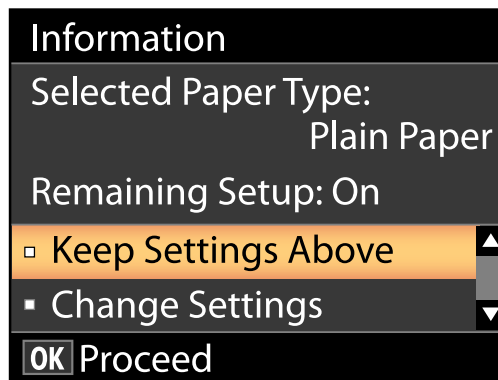 Information
Selected Paper Type:
Plain Paper
Remaining Setup: On
Keep Settings Above
Change Settings
OK Proceed